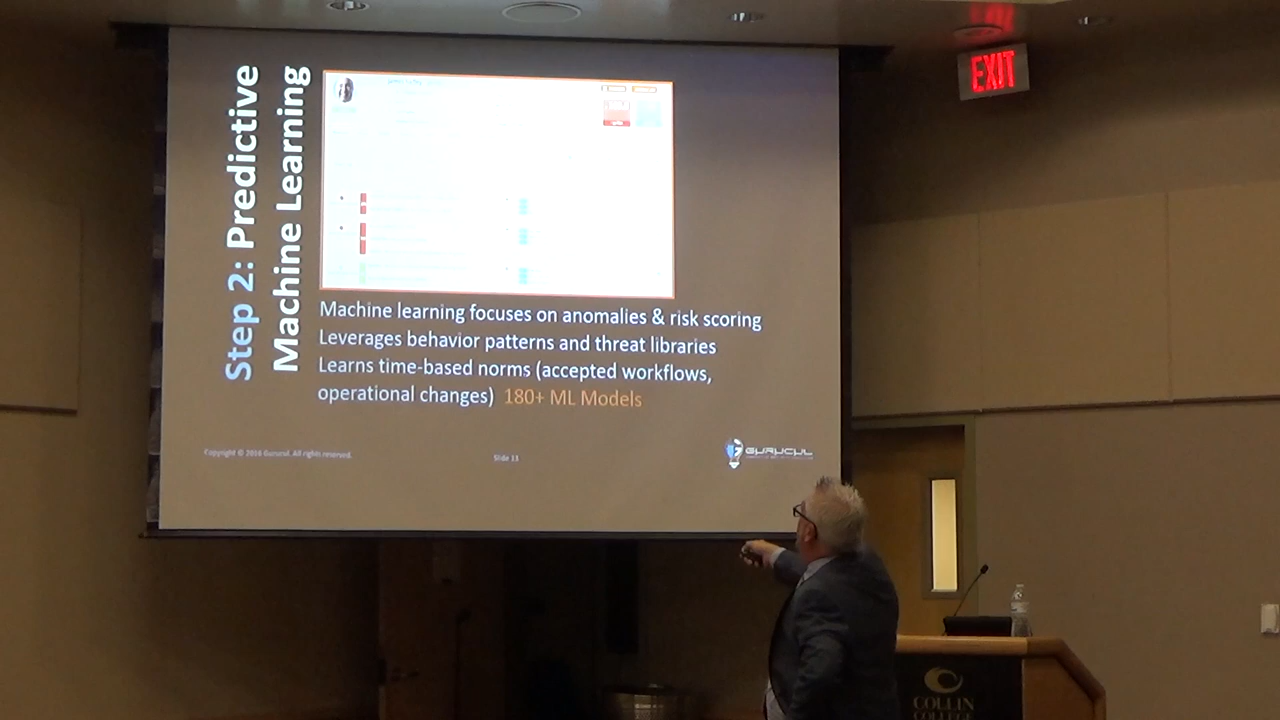 Step 2: Predictive
Machine Learning
EXIT
Machine learning focuses on anomalies & risk scoring
Leverages behavior patterns and threat libraries
Learns time-based norms (accepted workflows,
operational changes) 180+ ML Models
Copyright © 2016 Gurucul. All rights reserved.
Slide 13
GURUCUL
COLLIN
COLLEGE